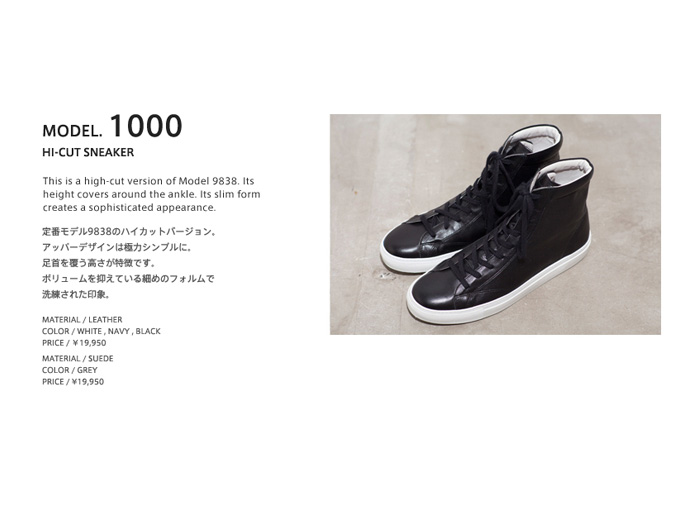 MODEL. 1000
HI-CUT SNEAKER
This is a high-cut version of Model 9838. Its
height covers around the ankle. Its slim form
creates a sophisticated appearance.
定番モデル9838のハイカットバージョン。
アッパーデザインは極力シンプルに。
足首を覆う高さが特徴です。
ボリュームを抑えている細めのフォルムで
洗練された印象。
MATERIAL / LEATHER
COLOR / WHITE , NAVY , BLACK
PRICE / ¥19,950
MATERIAL / SUEDE
COLOR / GREY
PRICE / ¥19,950